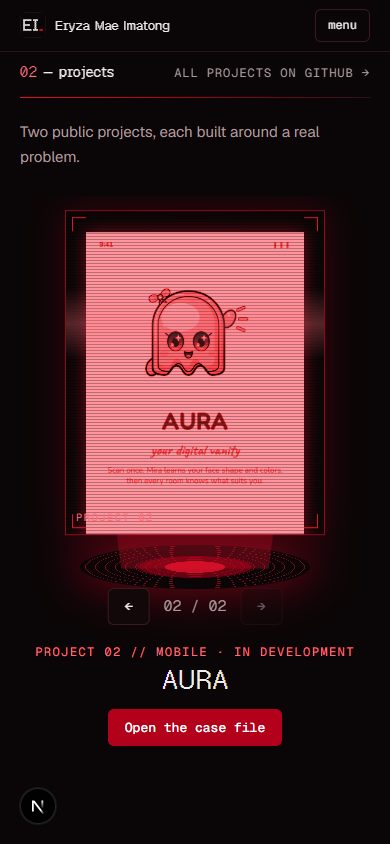 EI. Eryza Mae Imatong
menu
02 — projects
ALL PROJECTS ON GITHUB →
Two public projects, each built around a real
problem.
9:41
AURA
your digital vanity
Scan once. Mira learns your face shape and colors,
then every room knows what suits you.
PROJECT 02
← 02 / 02 →
PROJECT 02 // MOBILE · IN DEVELOPMENT
AURA
Open the case file
N